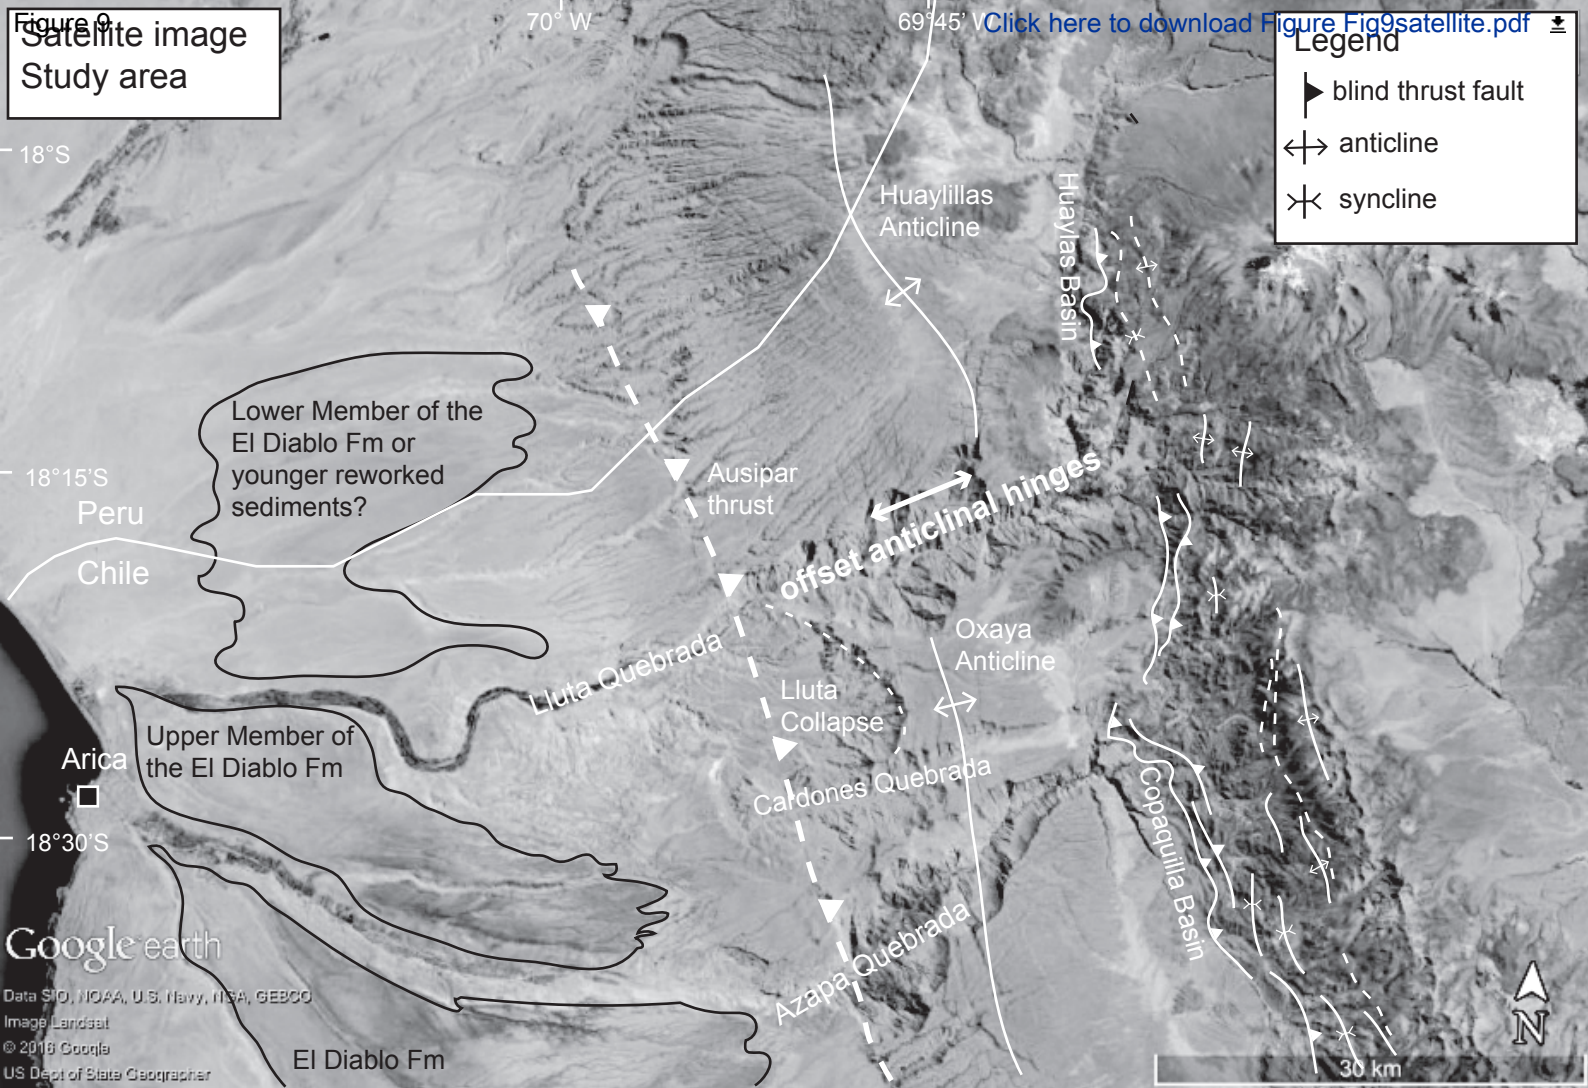 Figure 9
Satellite image
Study area
70° W
69°45' W
Click here to download Figure Fig9satellite.pdf
Legend
blind thrust fault
anticline
syncline
18°S
Huaylillas
Anticline
Huaylas Basin
Lower Member of the
El Diablo Fm or
younger reworked
sediments?
18°15'S
Peru
Chile
Ausipar
thrust
offset anticlinal hinges
Oxaya
Anticline
Lluta Quebrada
Lluta
Collapse
Upper Member of
the El Diablo Fm
Arica
Cardones Quebrada
Copaquilla Basin
18°30'S
Azapa Quebrada
Google earth
Data SIO, NOAA, U.S. Navy, NGA, GEBCO
Image Landsat
© 2016 Google
US Dept of State Geographer
El Diablo Fm
N
30 km